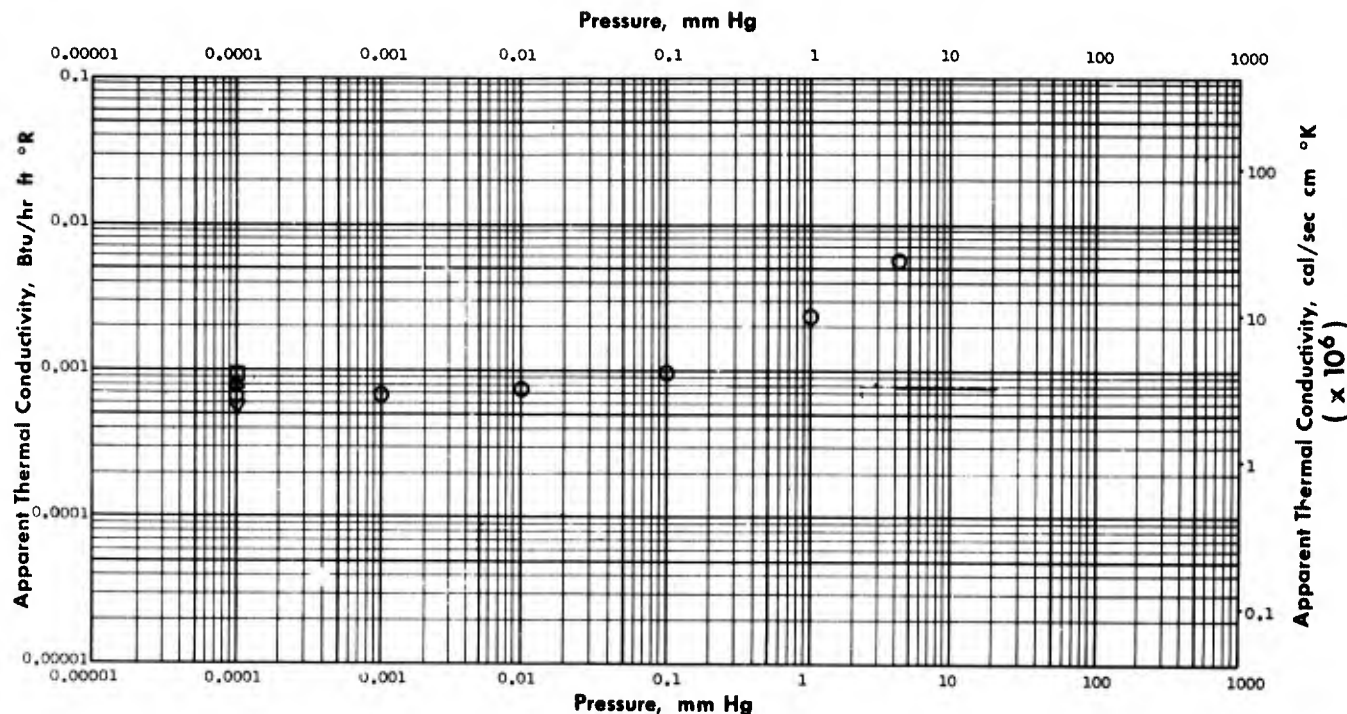 Pressure, mm Hg
0.00001 0.0001 0.001 0.01 0.1 1 10 100 1000
Apparent Thermal Conductivity, Btu/hr ft °R
0.1
0.01
0.001
0.0001
0.00001
100
10
1
0.1
Apparent Thermal Conductivity, cal/sec cm °K
( x 10⁶)
0.00001 0.0001 0.001 0.01 0.1 1 10 100 1000
Pressure, mm Hg